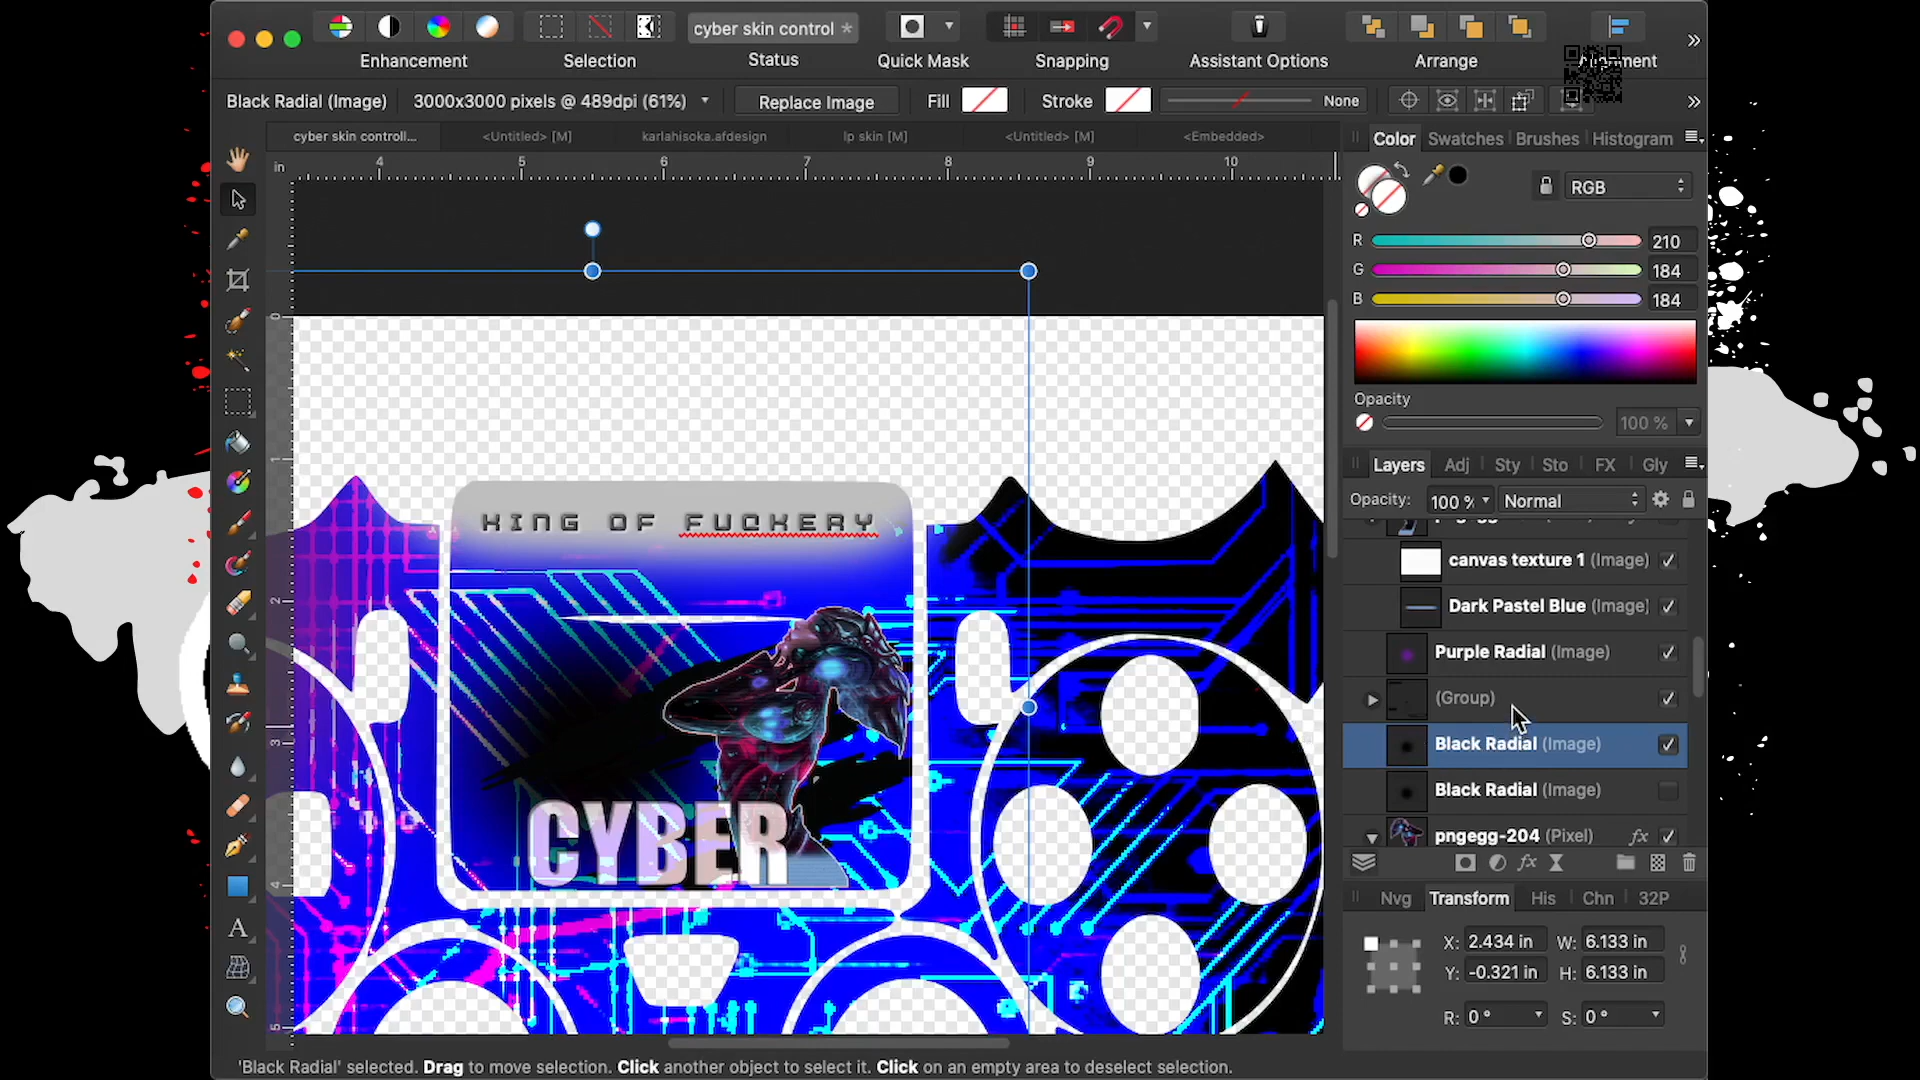 cyber skin control *
Enhancement
Selection
Status
Quick Mask
Snapping
Assistant Options
Arrange
Black Radial (Image)
3000x3000 pixels @ 489dpi (61%)
Replace Image
Fill
Stroke
None
cyber skin controll...
<Untitled> [M]
karlahisoka.afdesign
lp skin [M]
<Untitled> [M]
<Embedded>
in
4
5
6
7
8
9
10
0
1
2
3
4
5
Color
Swatches
Brushes
Histogram
RGB
R
210
G
184
B
184
Opacity
100 %
Layers
Adj
Sty
Sto
FX
Gly
Opacity:
100 %
Normal
canvas texture 1 (Image)
Dark Pastel Blue (Image)
Purple Radial (Image)
(Group)
Black Radial (Image)
Black Radial (Image)
pngegg-204 (Pixel)
fx
Nvg
Transform
His
Chn
32P
X: 2.434 in
W: 6.133 in
Y: -0.321 in
H: 6.133 in
R: 0 °
S: 0 °
KING OF FUCKERY
CYBER
'Black Radial' selected. Drag to move selection. Click another object to select it. Click on an empty area to deselect selection.